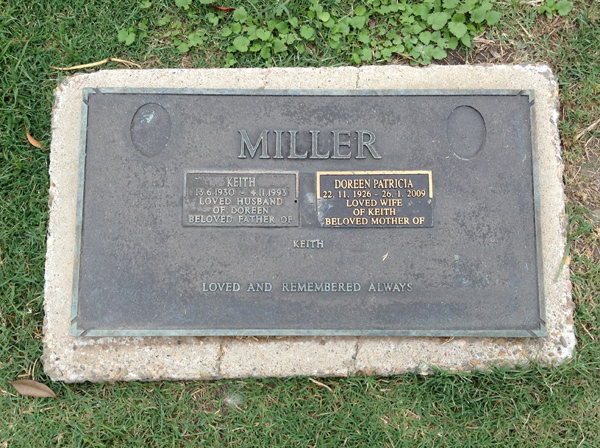 MILLER
KEITH
13.6.1930 - 4.11.1993
LOVED HUSBAND
OF DOREEN
BELOVED FATHER OF
DOREEN PATRICIA
22. 11. 1926 - 26. 1. 2009
LOVED WIFE
OF KEITH
BELOVED MOTHER OF
KEITH
LOVED AND REMEMBERED ALWAYS